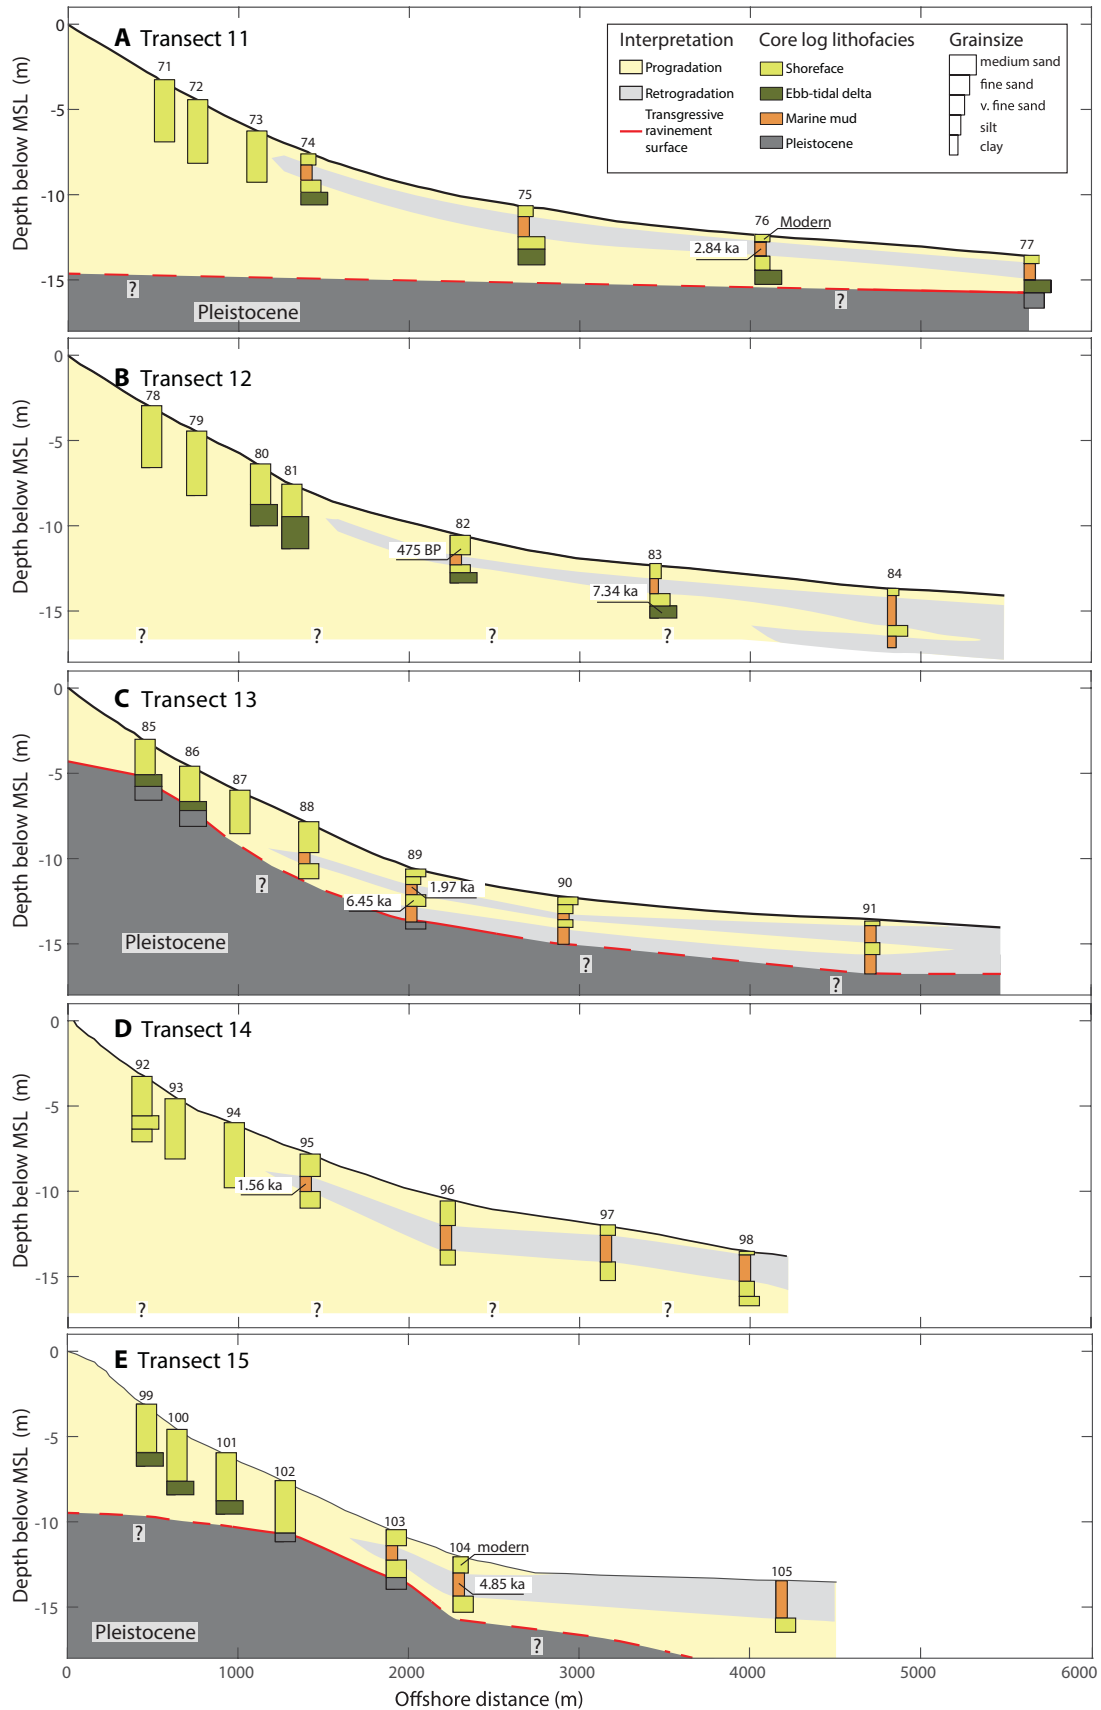 A Transect 11
Interpretation
Progradation
Retrogradation
Transgressive
ravinement
surface
Core log lithofacies
Shoreface
Ebb-tidal delta
Marine mud
Pleistocene
Grainsize
medium sand
fine sand
v. fine sand
silt
clay
Depth below MSL (m)
0
-5
-10
-15
71
72
73
74
75
76
77
Modern
2.84 ka
?
?
Pleistocene
B Transect 12
Depth below MSL (m)
0
-5
-10
-15
78
79
80
81
82
83
84
475 BP
7.34 ka
?
?
?
?
C Transect 13
Depth below MSL (m)
0
-5
-10
-15
85
86
87
88
89
90
91
1.97 ka
6.45 ka
?
?
?
Pleistocene
D Transect 14
Depth below MSL (m)
0
-5
-10
-15
92
93
94
95
96
97
98
1.56 ka
?
?
?
?
E Transect 15
Depth below MSL (m)
0
-5
-10
-15
99
100
101
102
103
104
105
modern
4.85 ka
?
?
Pleistocene
0
1000
2000
3000
4000
5000
6000
Offshore distance (m)